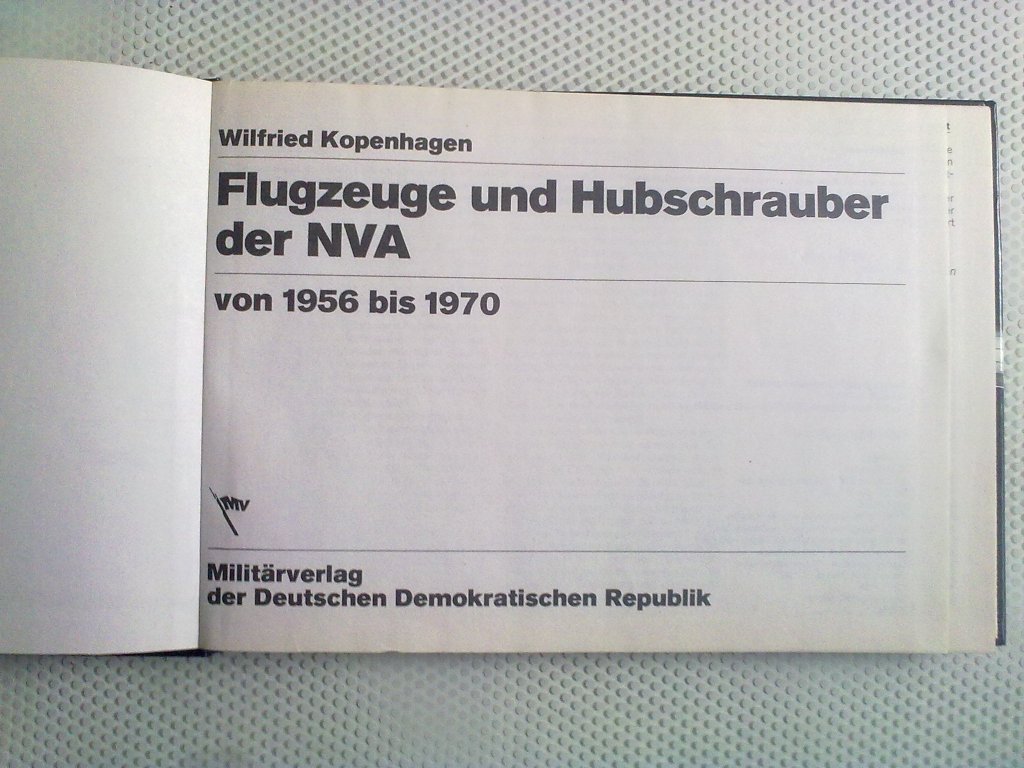 Wilfried Kopenhagen
Flugzeuge und Hubschrauber
der NVA
von 1956 bis 1970
MV
Militärverlag
der Deutschen Demokratischen Republik